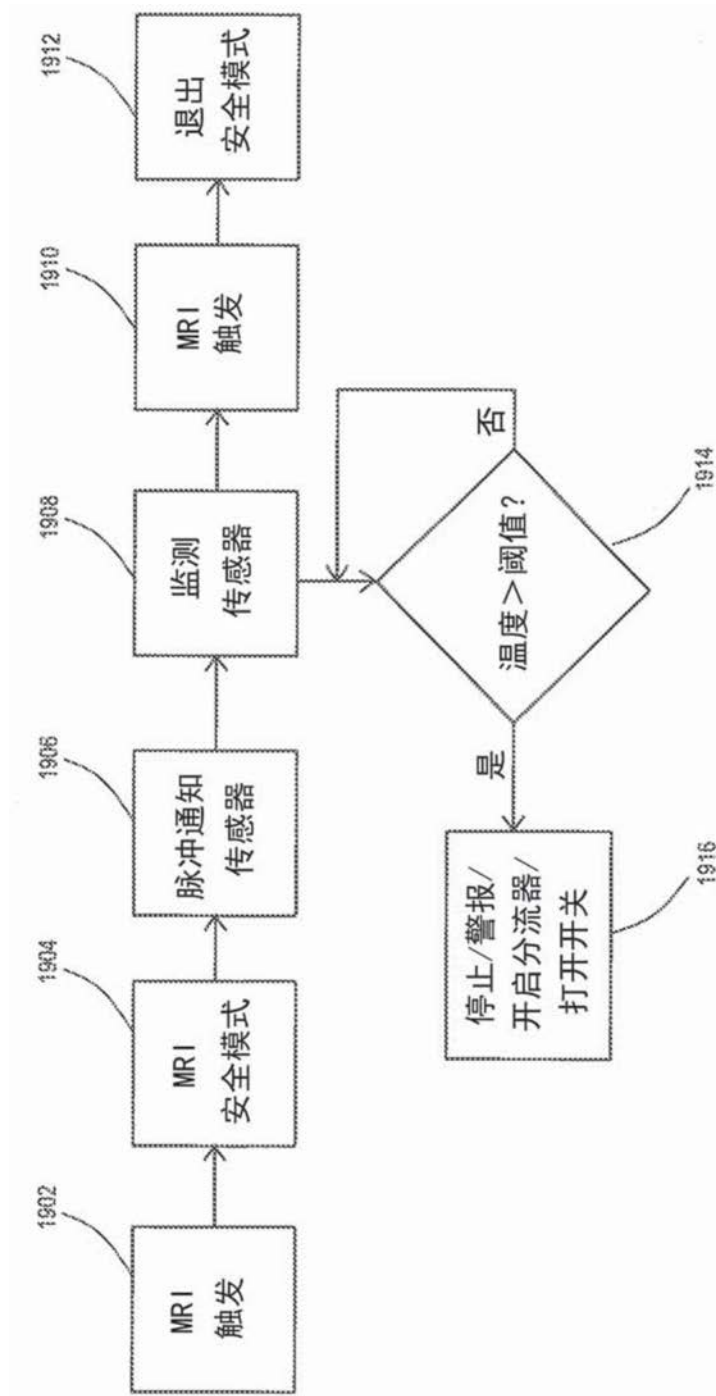 1902
MRI
触发
1904
MRI
安全模式
1906
脉冲通知
传感器
1908
监测
传感器
1910
MRI
触发
1912
退出
安全模式
温度>阈值?
1914
否
是
停止/警报/
开启分流器/
打开开关
1916